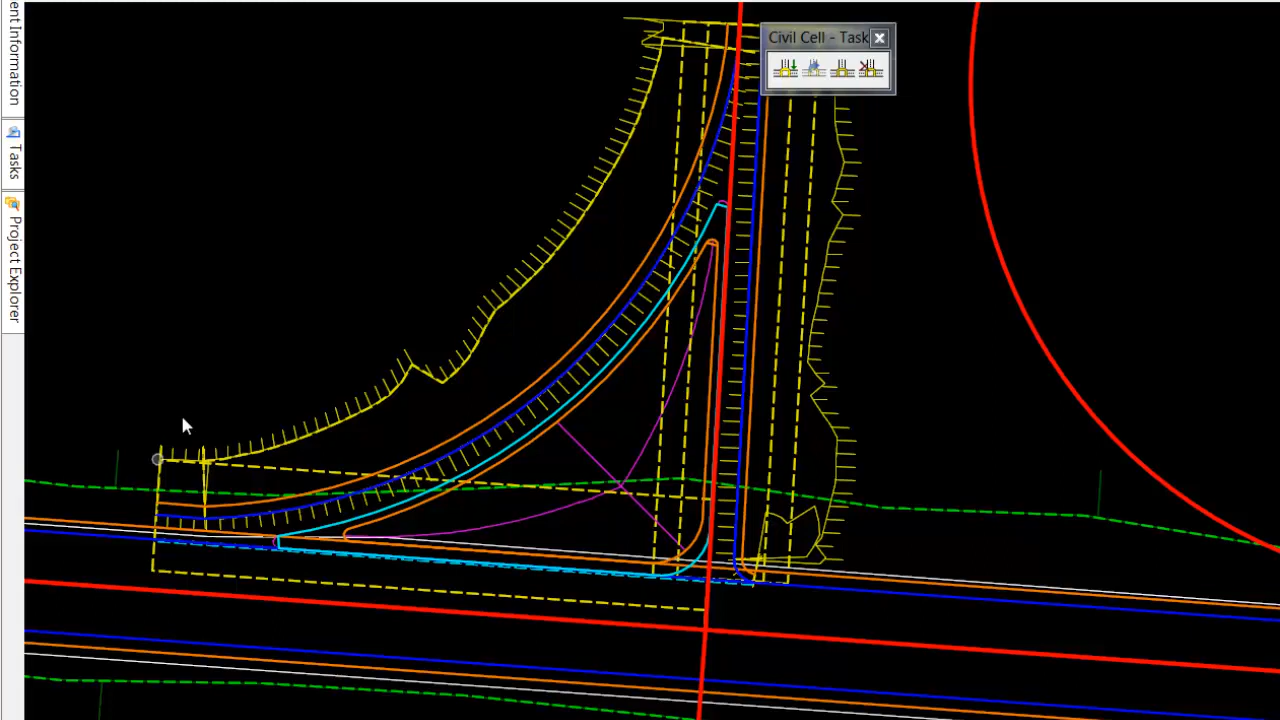 ent Information
Tasks
Project Explorer
Civil Cell - Task